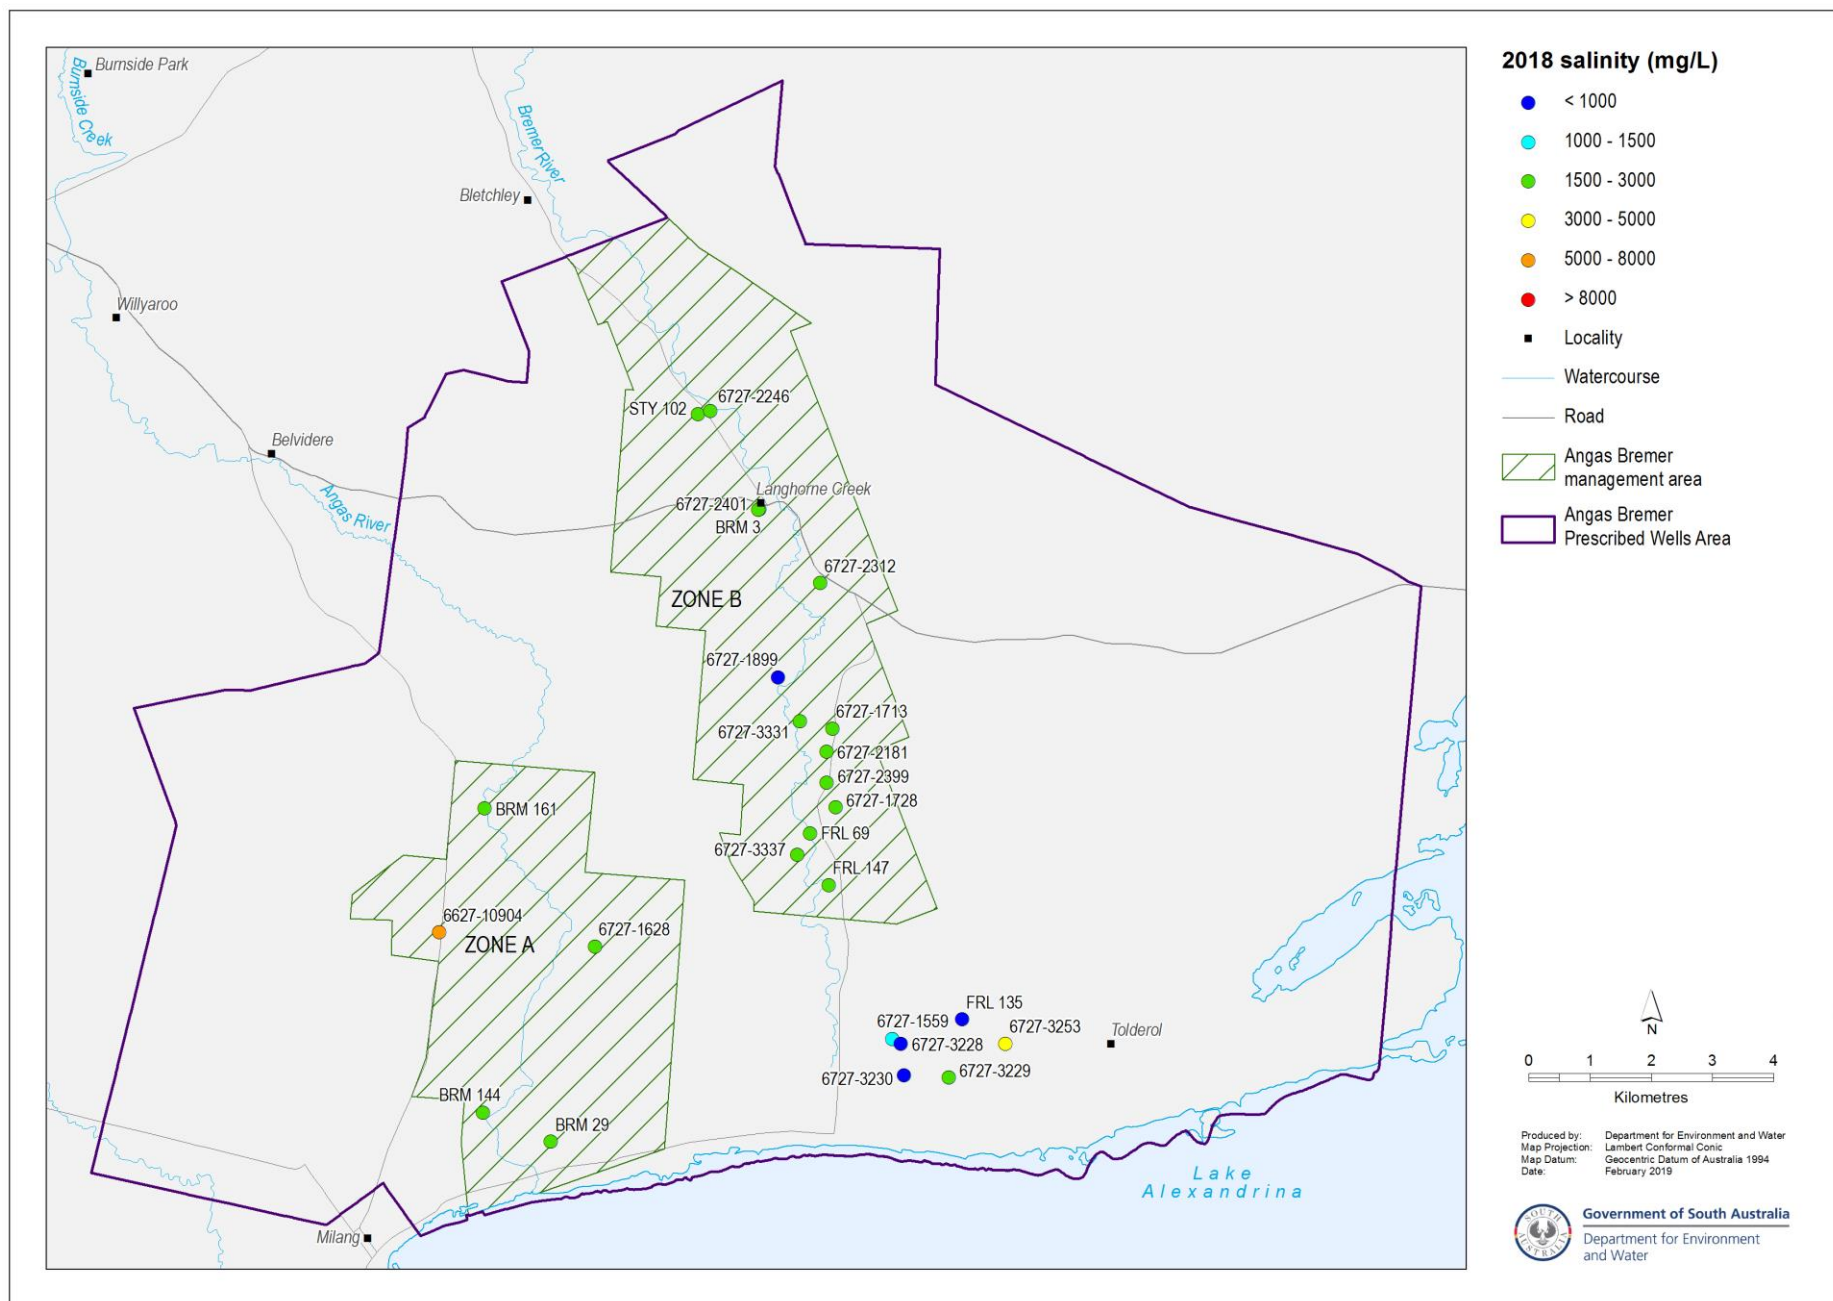 Burnside Park
Burnside Creek
Bremer River
Bletchley
Willyaroo
6727-2246
STY 102
Belvidere
Angas River
Langhorne Creek
6727-2401
BRM 3
6727-2312
ZONE B
6727-1899
6727-1713
6727-3331
6727-2181
6727-2399
6727-1728
BRM 161
FRL 69
6727-3337
FRL 147
6627-10904
6727-1628
ZONE A
FRL 135
6727-1559
6727-3253
Tolderol
6727-3228
6727-3230
6727-3229
BRM 144
BRM 29
Lake
Alexandrina
Milang
2018 salinity (mg/L)
< 1000
1000 - 1500
1500 - 3000
3000 - 5000
5000 - 8000
> 8000
Locality
Watercourse
Road
Angas Bremer
management area
Angas Bremer
Prescribed Wells Area
N
0 1 2 3 4
Kilometres
Produced by: Department for Environment and Water
Map Projection: Lambert Conformal Conic
Map Datum: Geocentric Datum of Australia 1994
Date: February 2019
SOUTH
AUSTRALIA
Government of South Australia
Department for Environment
and Water